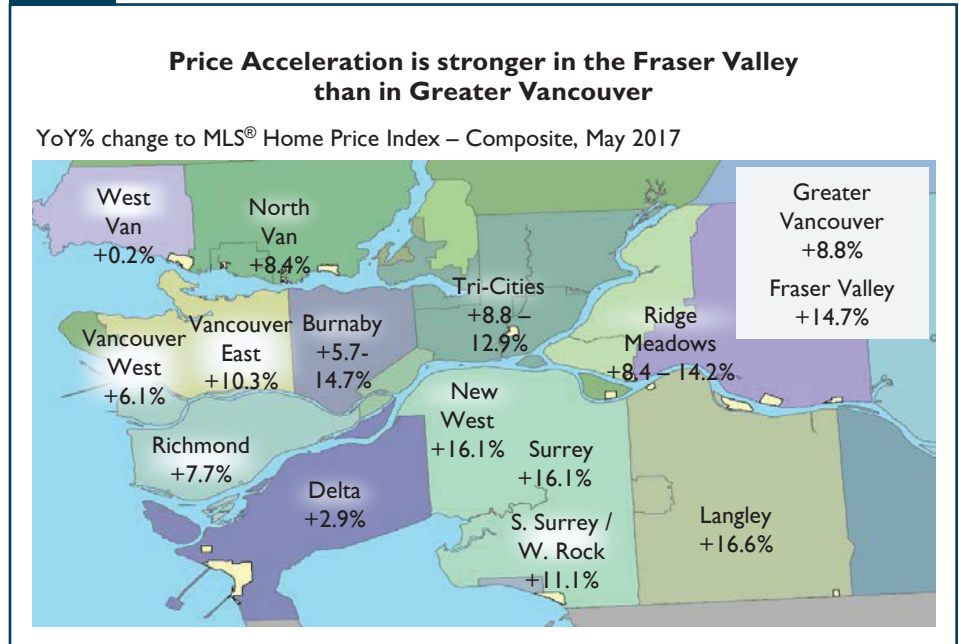 Price Acceleration is stronger in the Fraser Valley
than in Greater Vancouver
YoY% change to MLS® Home Price Index – Composite, May 2017
West
Van
+0.2%
North
Van
+8.4%
Greater
Vancouver
+8.8%
Fraser Valley
+14.7%
Tri-Cities
+8.8 –
12.9%
Ridge
Meadows
+8.4 – 14.2%
Vancouver
West
+6.1%
Vancouver
East
+10.3%
Burnaby
+5.7-
14.7%
New
West
+16.1%
Richmond
+7.7%
Surrey
+16.1%
Delta
+2.9%
S. Surrey /
W. Rock
+11.1%
Langley
+16.6%